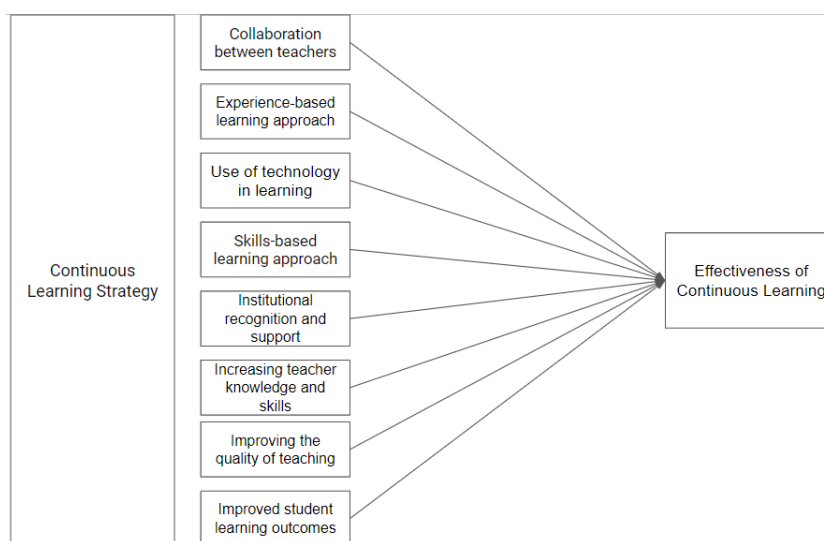 Continuous
Learning Strategy
Collaboration
between teachers
Experience-based
learning approach
Use of technology
in learning
Skills-based
learning approach
Institutional
recognition and
support
Increasing teacher
knowledge and
skills
Improving the
quality of teaching
Improved student
learning outcomes
Effectiveness of
Continuous Learning